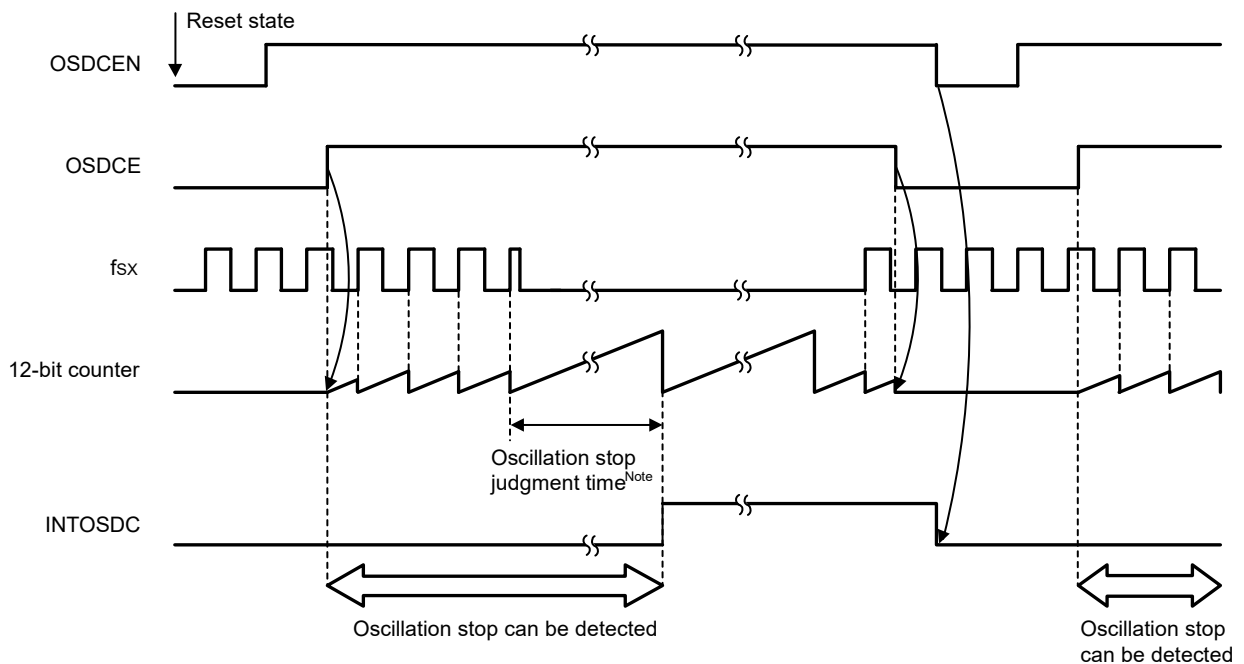 Reset state
OSDCEN
OSDCE
fsx
12-bit counter
Oscillation stop
judgment timeNote
INTOSDC
Oscillation stop can be detected
Oscillation stop
can be detected